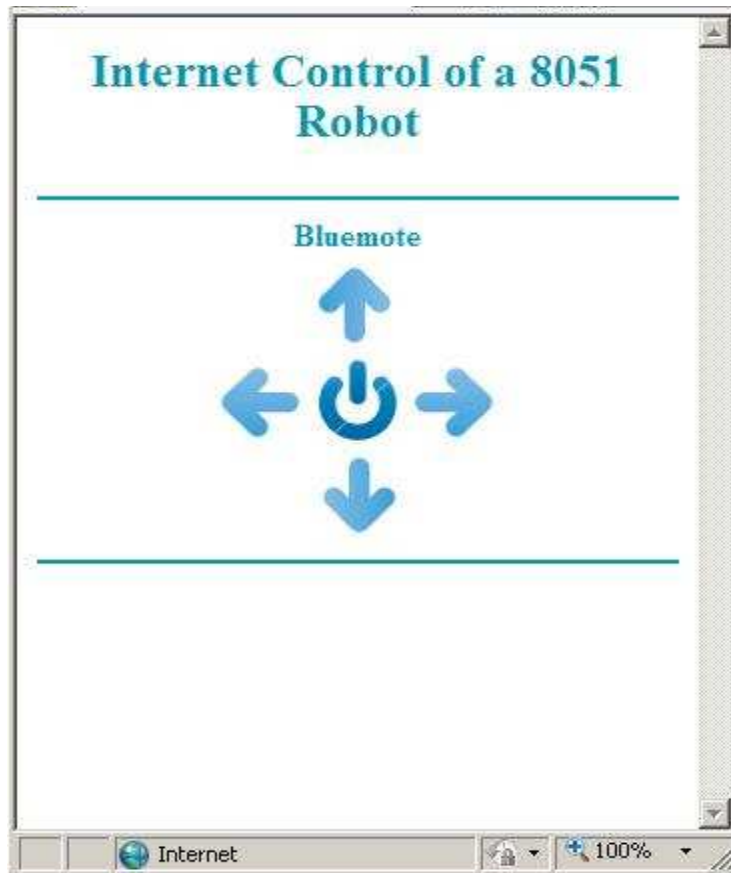 Internet Control of a 8051
Robot
Bluemote
Internet
100%